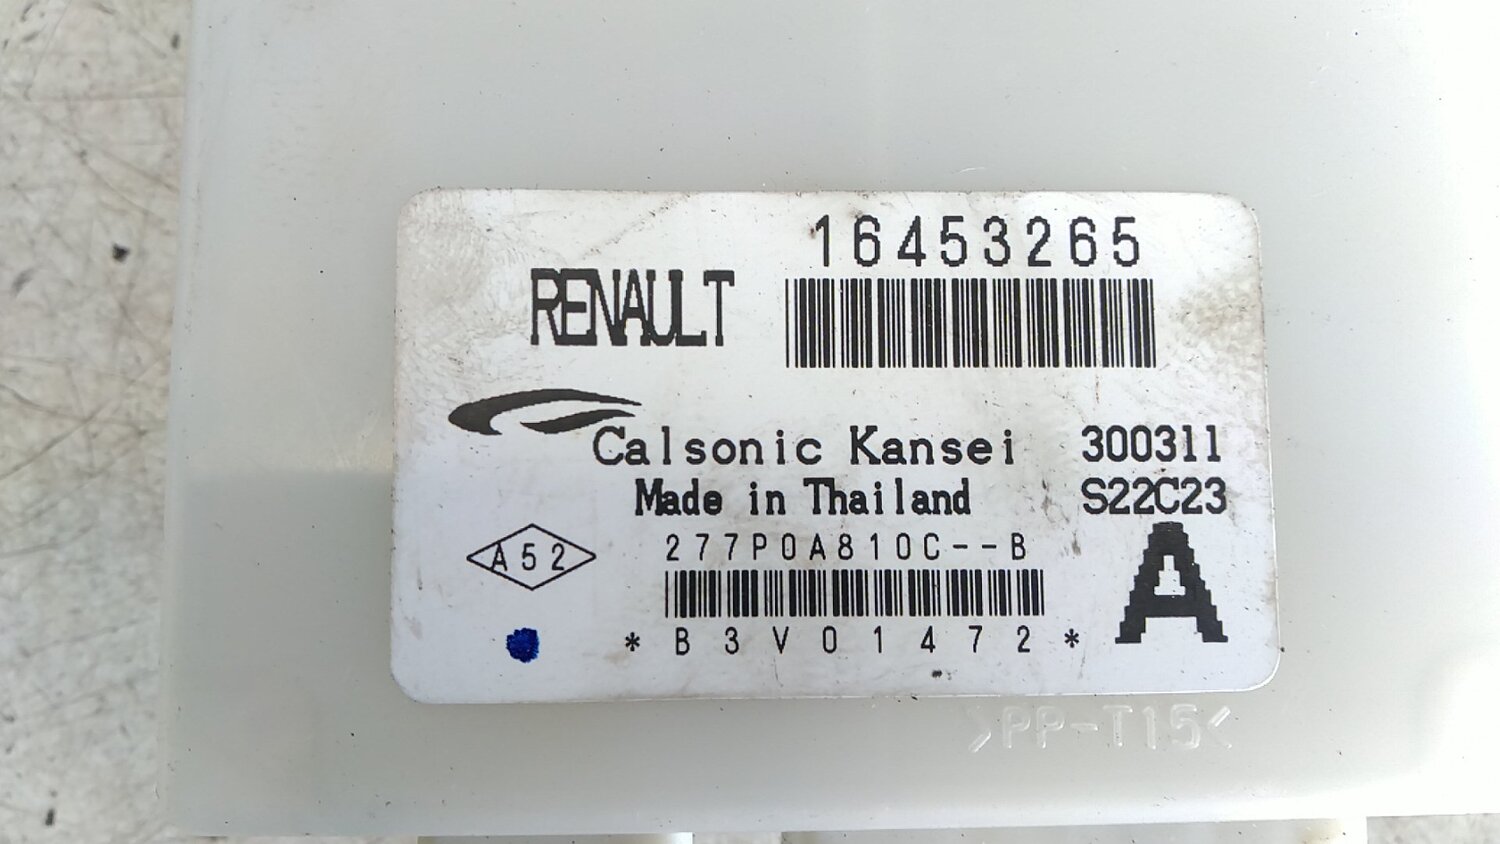 16453265
RENAULT
Calsonic Kansei 300311
Made in Thailand S22C23
A52
277P0A810C--B
A
*B3V01472*
>PP-T15<